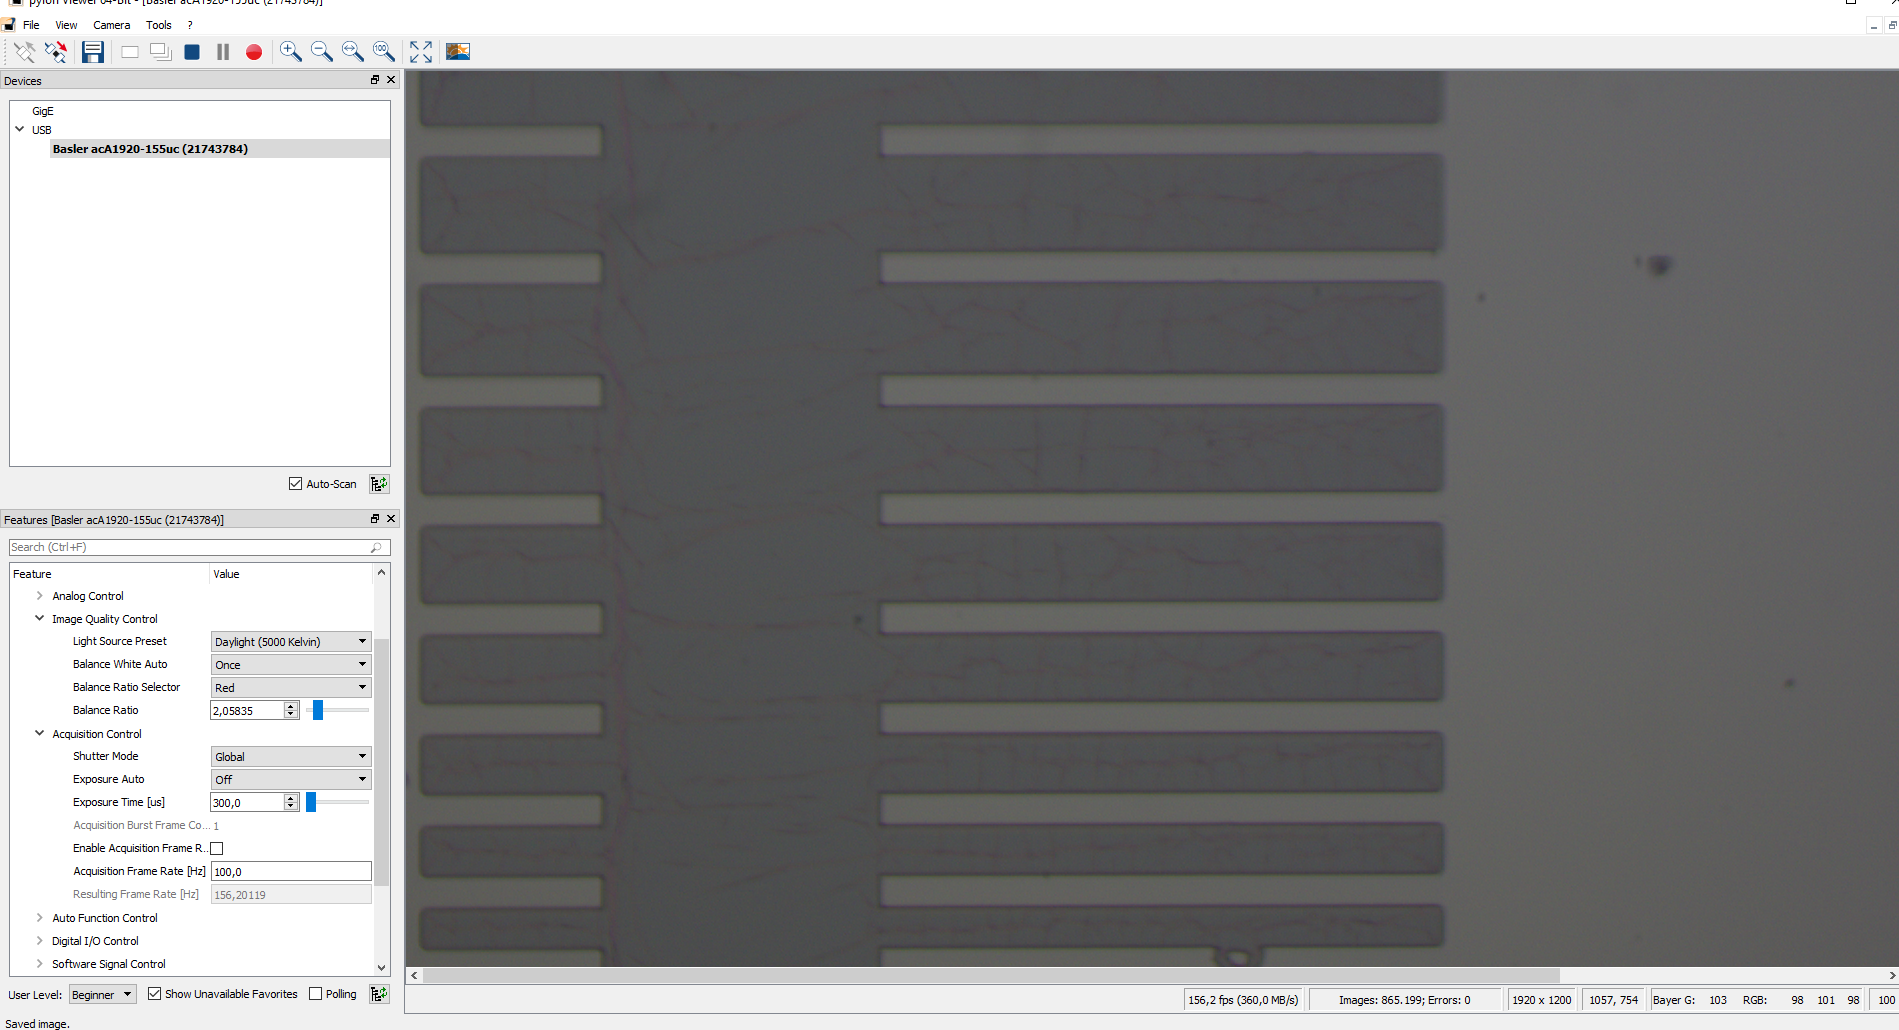 pylon Viewer 64-Bit - [Basler acA1920-155uc (21743784)]
File View Camera Tools ?
100
Devices
GigE
USB
Basler acA1920-155uc (21743784)
Auto-Scan
Features [Basler acA1920-155uc (21743784)]
Search (Ctrl+F)
Feature Value
Analog Control
Image Quality Control
Light Source Preset Daylight (5000 Kelvin)
Balance White Auto Once
Balance Ratio Selector Red
Balance Ratio 2,05835
Acquisition Control
Shutter Mode Global
Exposure Auto Off
Exposure Time [us] 300,0
Acquisition Burst Frame Co... 1
Enable Acquisition Frame R...
Acquisition Frame Rate [Hz] 100,0
Resulting Frame Rate [Hz] 156,20119
Auto Function Control
Digital I/O Control
Software Signal Control
User Level: Beginner Show Unavailable Favorites Polling
156,2 fps (360,0 MB/s) Images: 865.199; Errors: 0 1920 x 1200 1057, 754 Bayer G: 103 RGB: 98 101 98 100
Saved image.